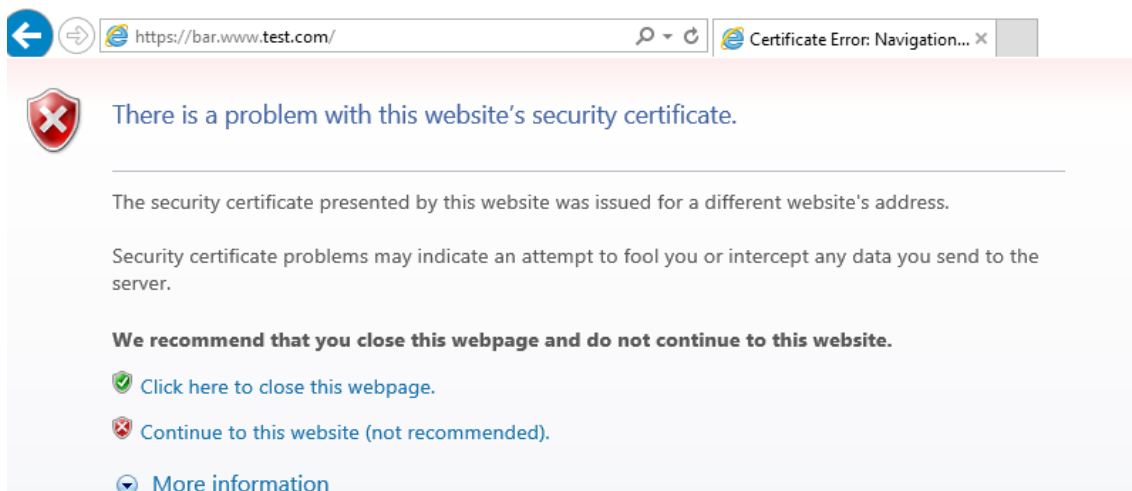 https://bar.www.test.com/
Certificate Error: Navigation...
There is a problem with this website's security certificate.
The security certificate presented by this website was issued for a different website's address.
Security certificate problems may indicate an attempt to fool you or intercept any data you send to the
server.
We recommend that you close this webpage and do not continue to this website.
Click here to close this webpage.
Continue to this website (not recommended).
More information